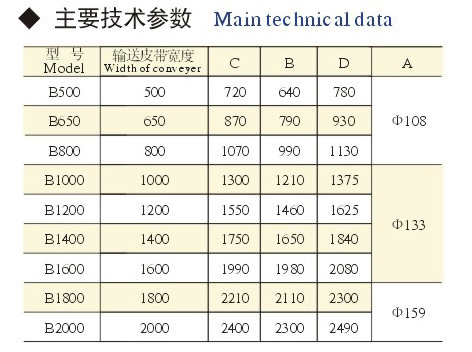 ◆ 主要技术参数 Main technical data
型 号 输送皮带宽度 C B D A
Model Width of conveyer
B500 500 720 640 780
B650 650 870 790 930 Φ108
B800 800 1070 990 1130
B1000 1000 1300 1210 1375
B1200 1200 1550 1460 1625
Φ133
B1400 1400 1750 1650 1840
B1600 1600 1990 1980 2080
B1800 1800 2210 2110 2300
Φ159
B2000 2000 2400 2300 2490